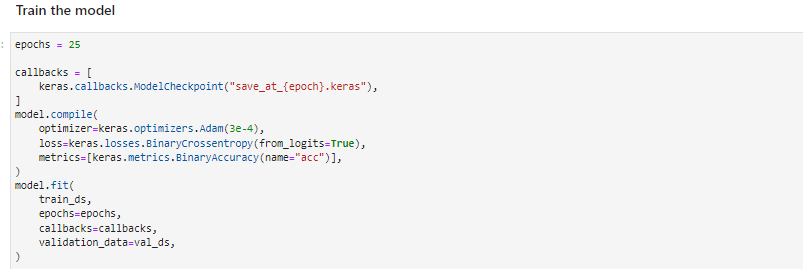 Train the model
:
epochs = 25
callbacks = [
    keras.callbacks.ModelCheckpoint("save_at_{epoch}.keras"),
]
model.compile(
    optimizer=keras.optimizers.Adam(3e-4),
    loss=keras.losses.BinaryCrossentropy(from_logits=True),
    metrics=[keras.metrics.BinaryAccuracy(name="acc")],
)
model.fit(
    train_ds,
    epochs=epochs,
    callbacks=callbacks,
    validation_data=val_ds,
)